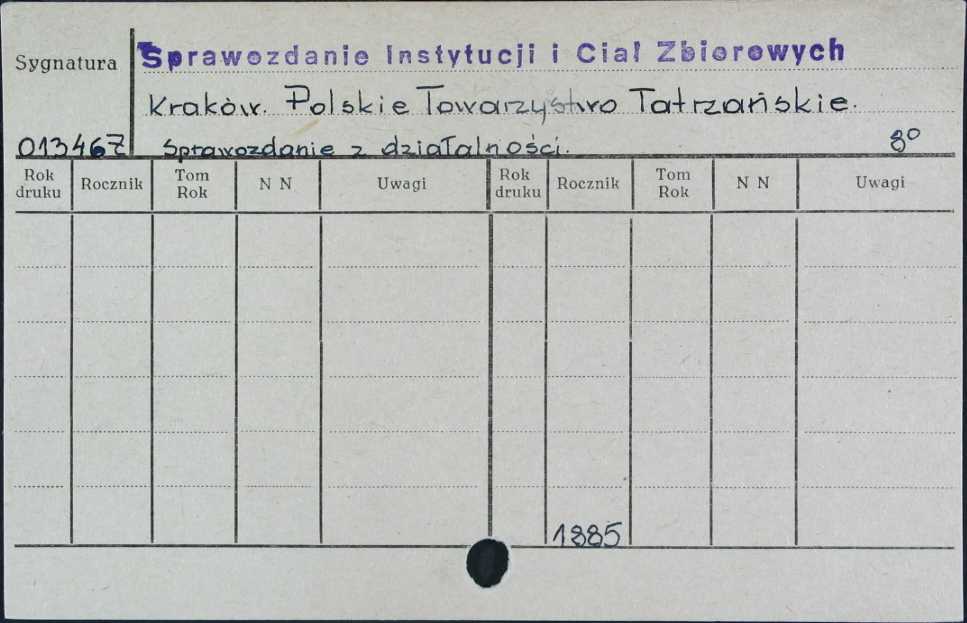 Sygnatura
Sprawozdanie Instytucji i Ciał Zbiorowych
Kraków. Polskie Towarzystwo Tatrzańskie.
013467 Sprawozdanie z działalności. 8°
Rok druku Rocznik Tom Rok N N Uwagi Rok druku Rocznik Tom Rok N N Uwagi
1885